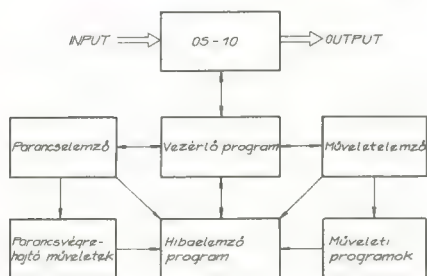 INPUT
OS-10
OUTPUT
Parancselemző
Vezérlő program
Műveletelemző
Parancsvégre-
hajtó műveletek
Hibaelemző
program
Műveleti
programok